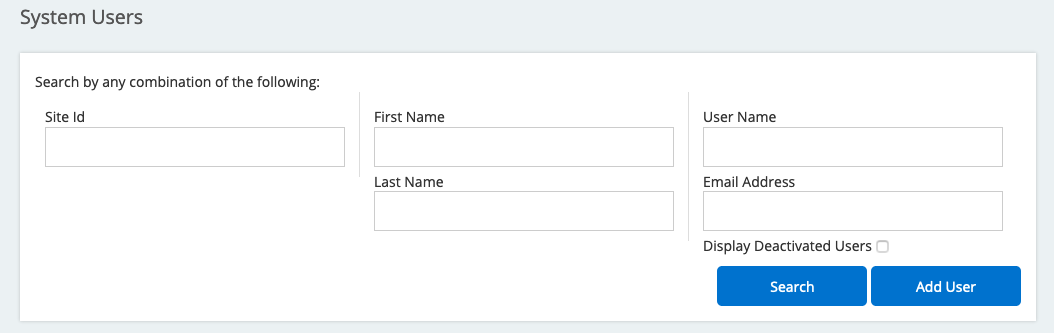 System Users
Search by any combination of the following:
Site Id
First Name
Last Name
User Name
Email Address
Display Deactivated Users
Search
Add User